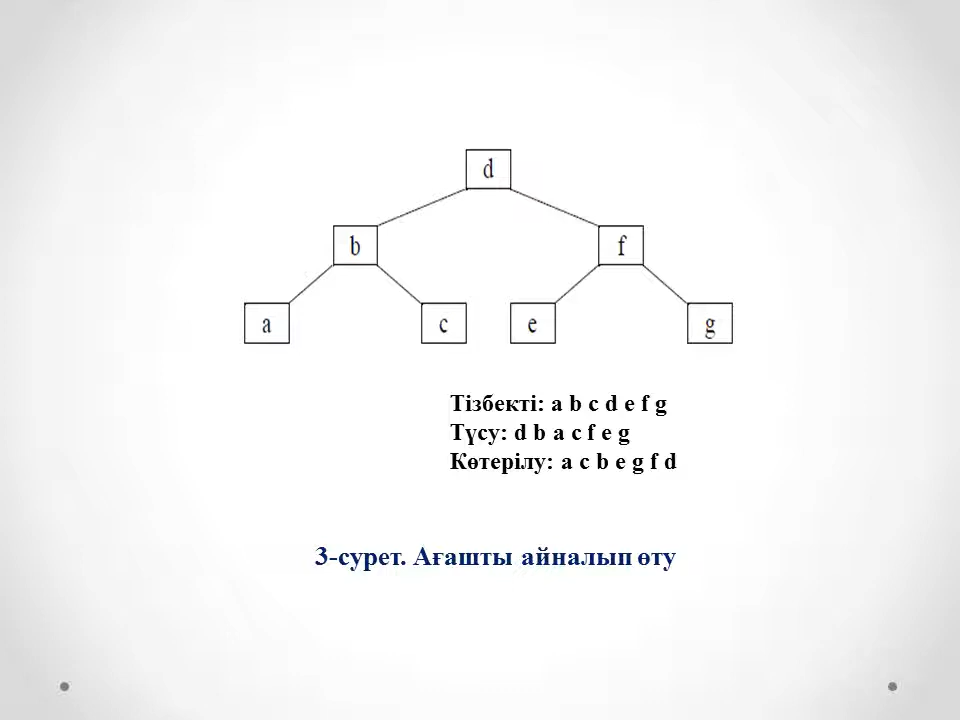 d
b f
a c e g
Тізбекті: a b c d e f g
Түсу: d b a c f e g
Көтерілу: a c b e g f d
3-сурет. Ағашты айналып өту